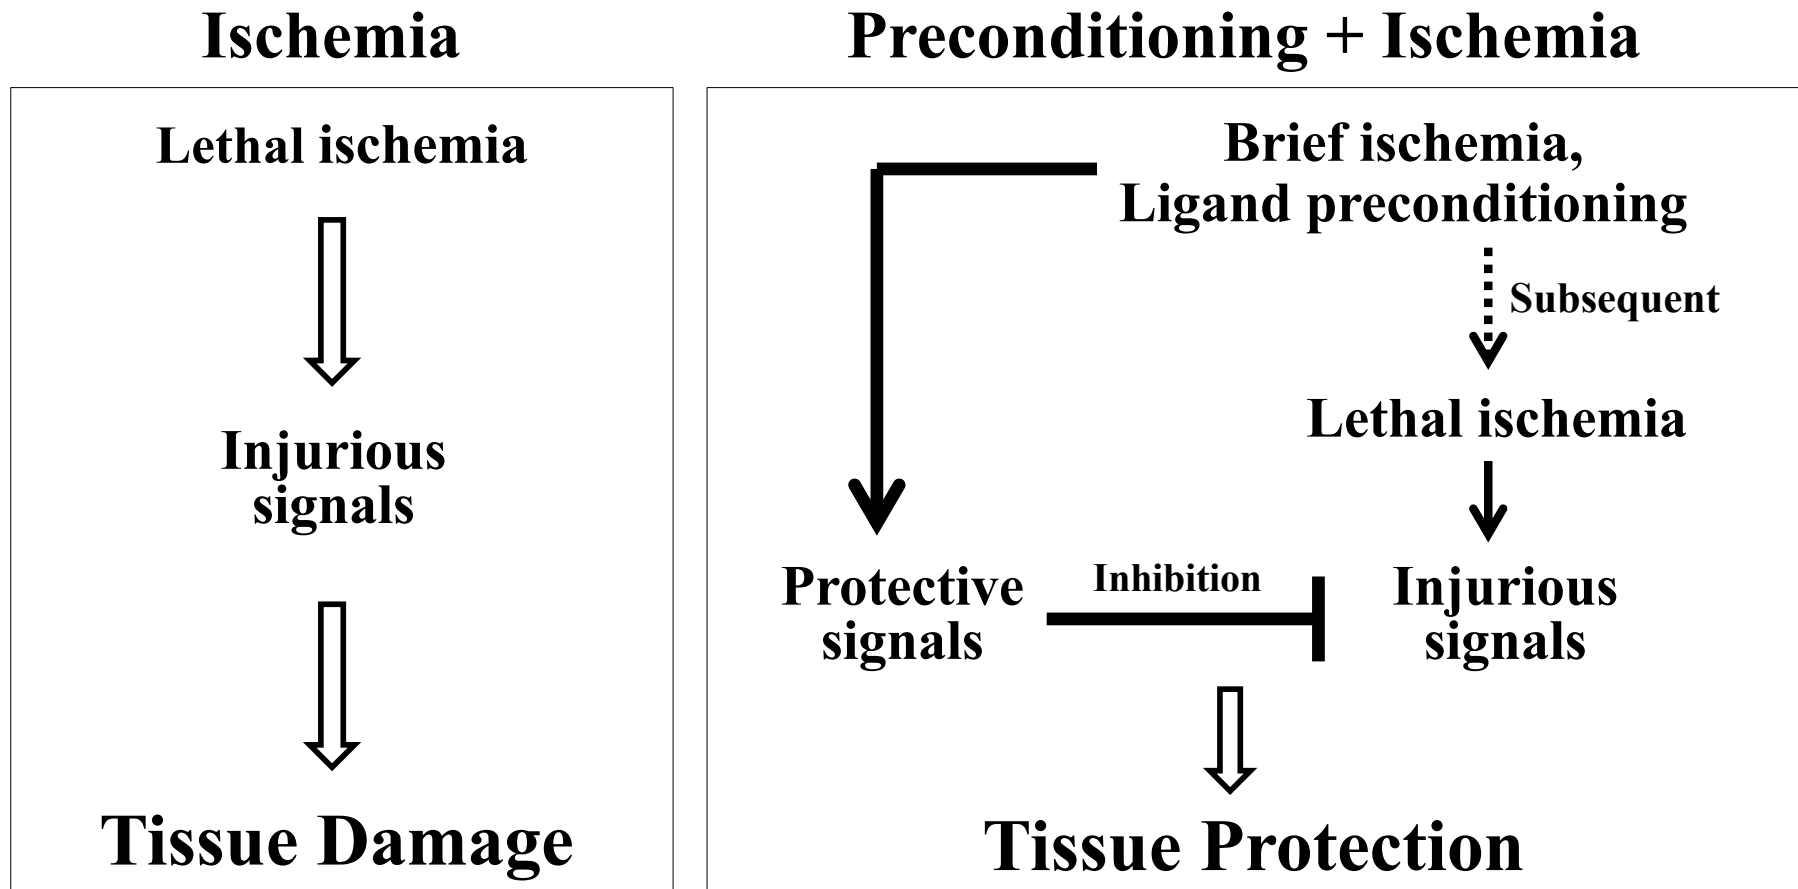 Ischemia
Lethal ischemia
Injurious
signals
Tissue Damage
Preconditioning + Ischemia
Brief ischemia,
Ligand preconditioning
Subsequent
Lethal ischemia
Protective
signals
Inhibition
Injurious
signals
Tissue Protection